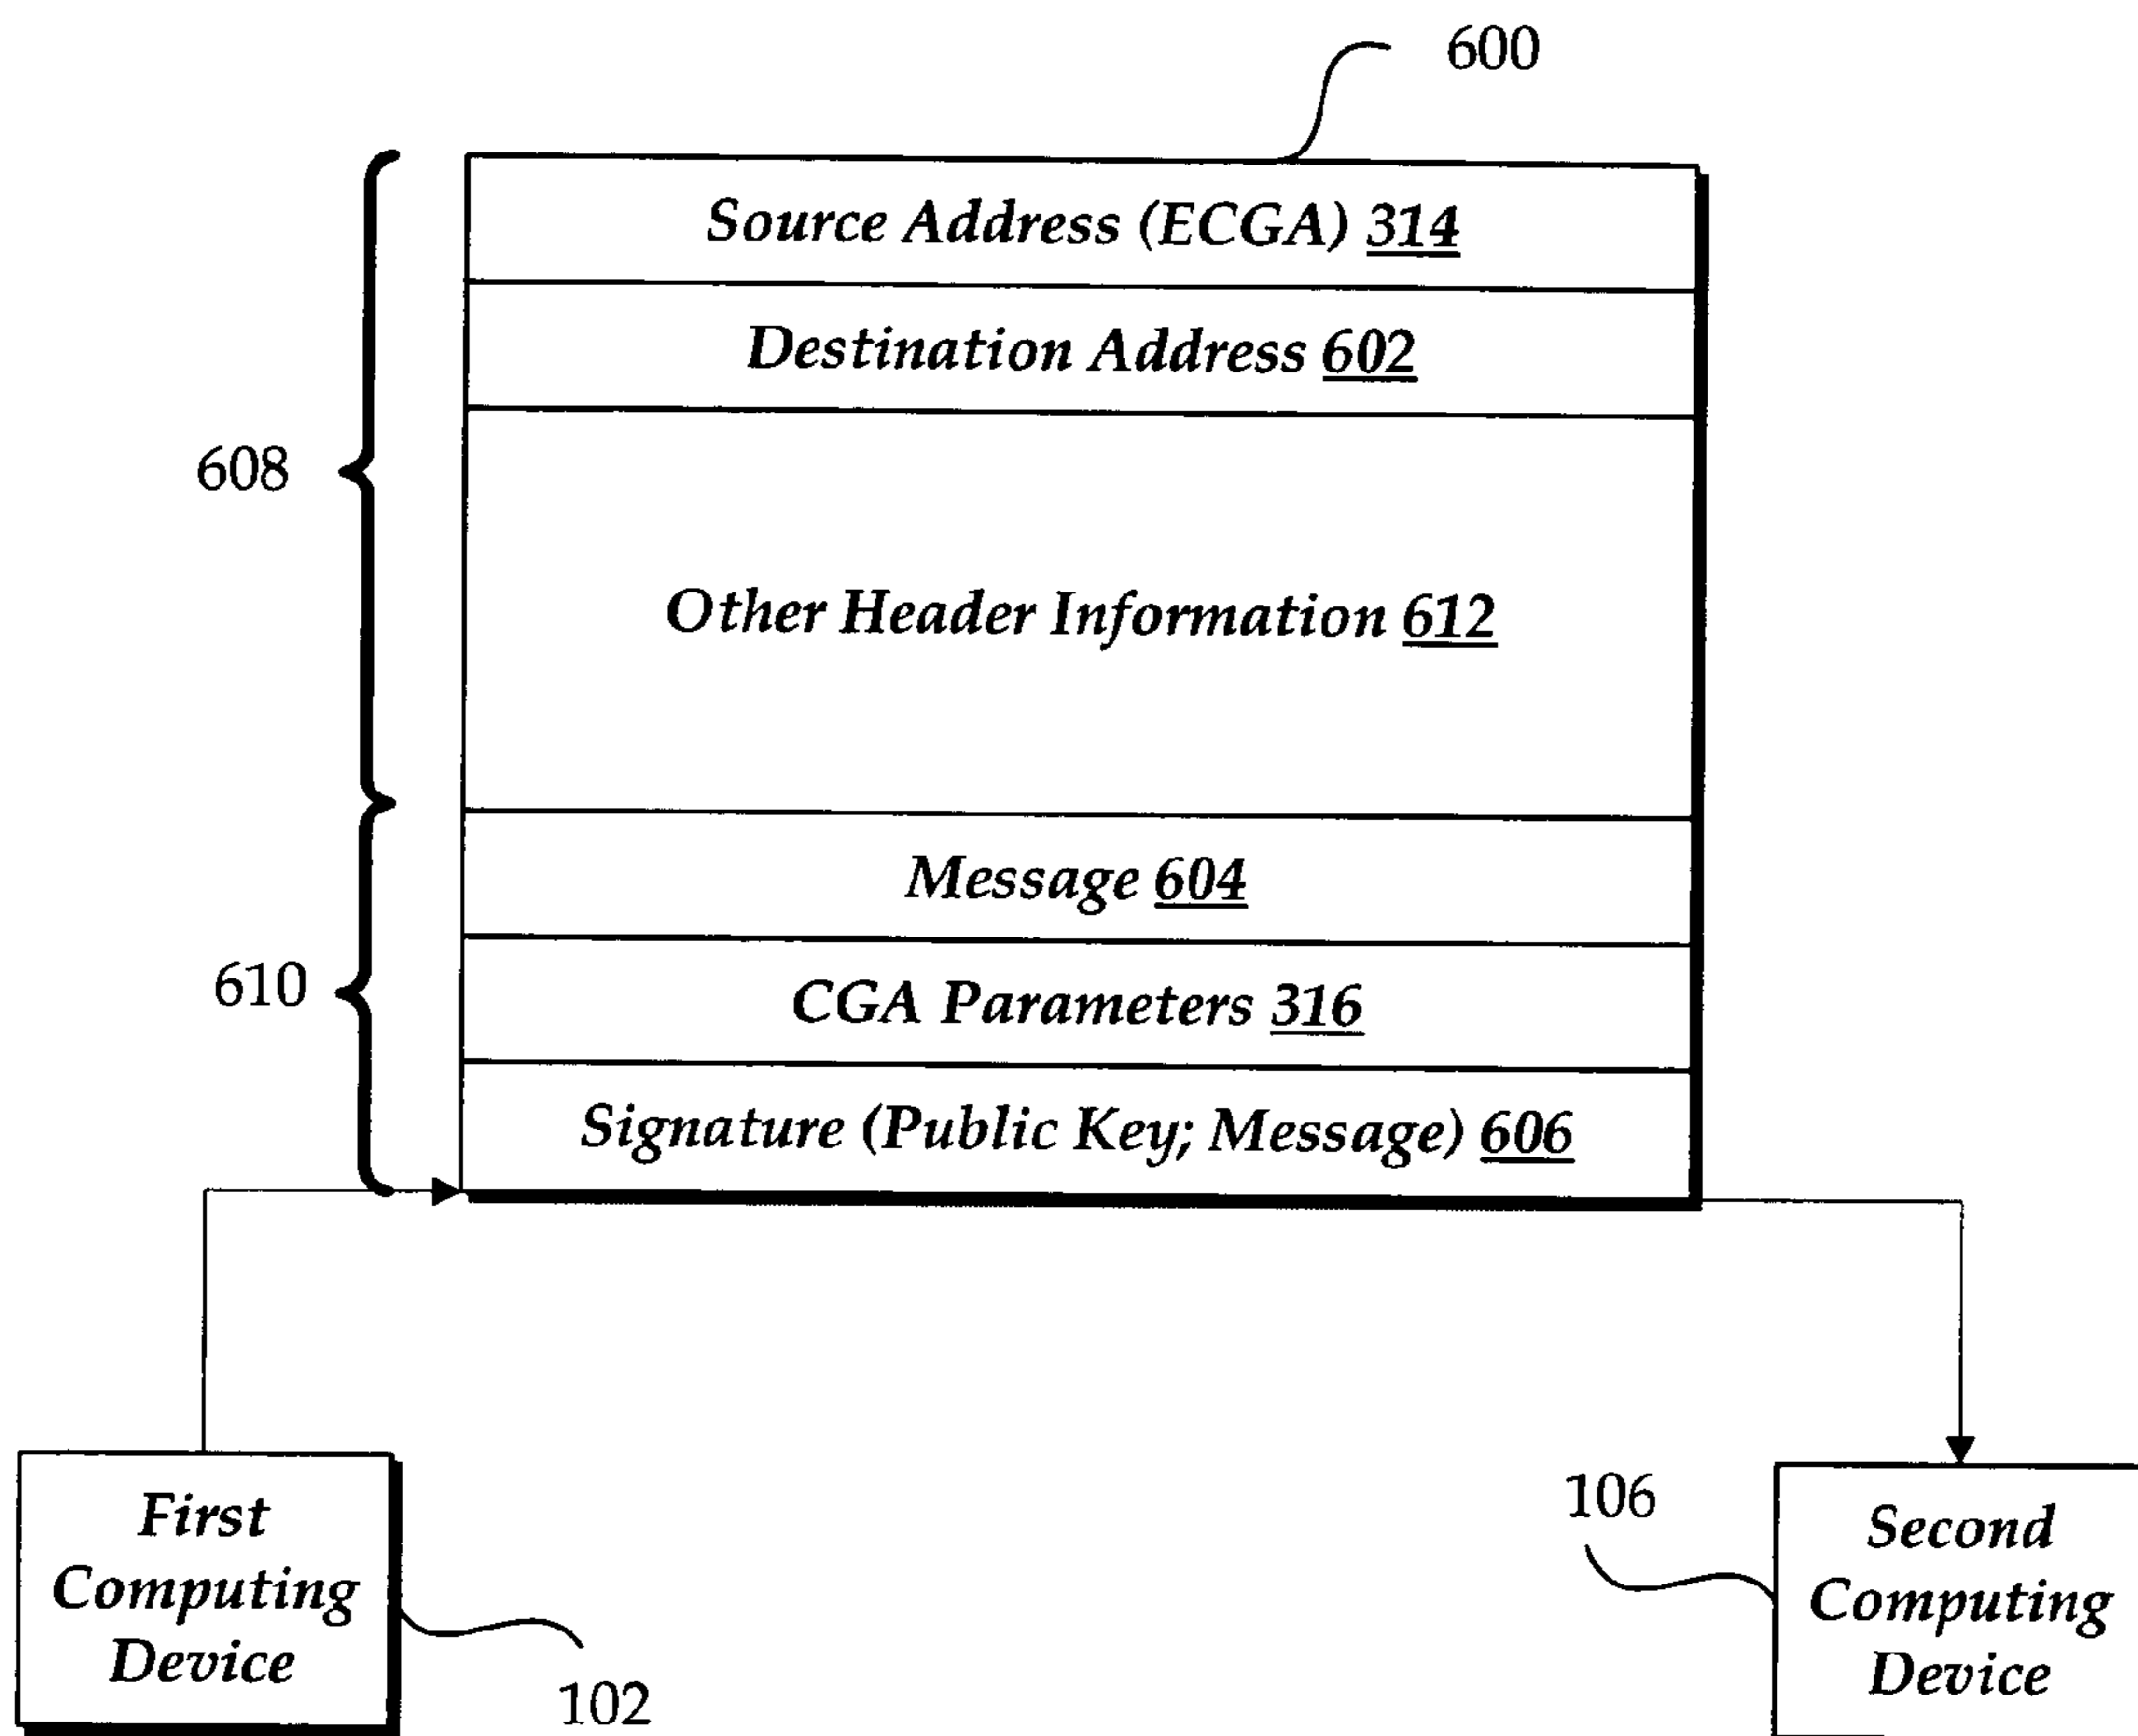 600
Source Address (ECGA) 314
Destination Address 602
608
Other Header Information 612
Message 604
610
CGA Parameters 316
Signature (Public Key; Message) 606
First
Computing
Device
102
106
Second
Computing
Device